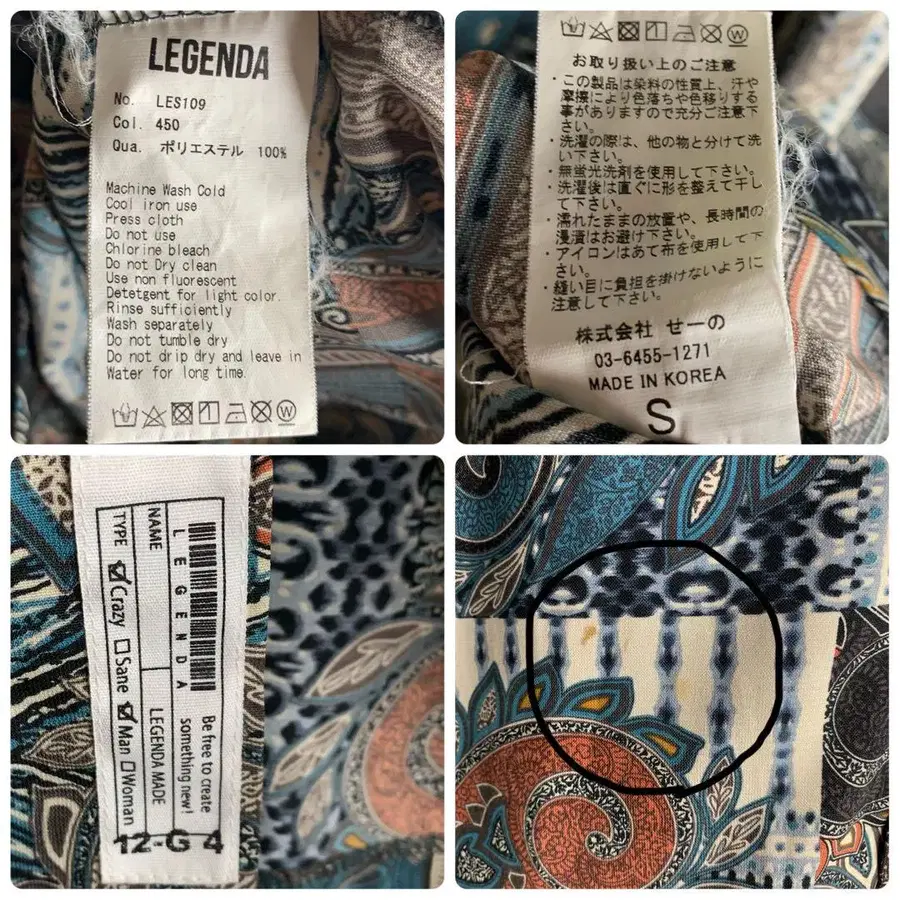 LEGENDA
No. LES109
Col. 450
Qua. ポリエステル 100%
Machine Wash Cold
Cool iron use
Press cloth
Do not use
Chlorine bleach
Do not Dry clean
Use non fluorescent
Detetgent for light color.
Rinse sufficiently
Wash separately
Do not tumble dry
Do not drip dry and leave in
Water for long time.
お取り扱い上のご注意
・この製品は染料の性質上、汗や
摩擦により色落ちや色移りする
事がありますので充分ご注意下
さい。
・洗濯の際は、他の物と分けて洗
い下さい。
・無蛍光洗剤を使用して下さい。
・洗濯後は直ぐに形を整えて干し
て下さい。
・濡れたままの放置や、長時間の
浸漬はお避け下さい。
・アイロンはあて布を使用して下
さい。
・縫い目に負担を掛けないように
注意して下さい。
株式会社 せーの
03-6455-1271
MADE IN KOREA
S
LEGENDA
Be free to create
something new!
NAME
LEGENDA MADE
TYPE ☑Crazy ☐Sane ☑Man ☐Woman
12-G 4